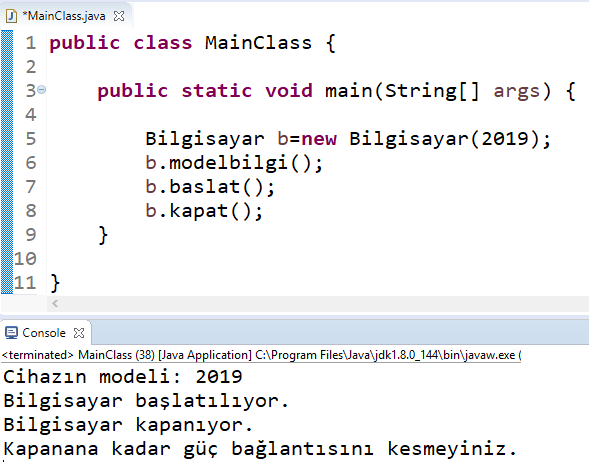 *MainClass.java
1 public class MainClass {
2
3 public static void main(String[] args) {
4
5 Bilgisayar b=new Bilgisayar(2019);
6 b.modelbilgi();
7 b.baslat();
8 b.kapat();
9 }
10
11 }
Console
<terminated> MainClass (38) [Java Application] C:\Program Files\Java\jdk1.8.0_144\bin\javaw.exe (
Cihazın modeli: 2019
Bilgisayar başlatılıyor.
Bilgisayar kapanıyor.
Kapanana kadar güç bağlantısını kesmeyiniz.